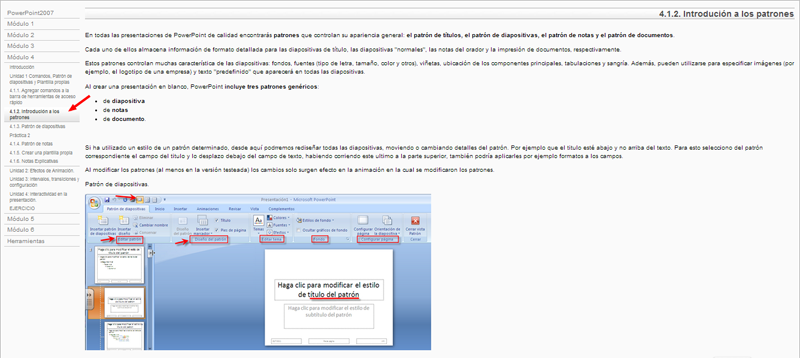 PowerPoint2007
Módulo 1
Módulo 2
Módulo 3
Módulo 4
Introducción
Unidad 1:Comandos, Patrón de diapositivas y Plantilla propias
4.1.1. Agregar comandos a la barra de herramientas de acceso rápido
4.1.2. Introdución a los patrones
4.1.3. Patrón de diapositivas
Práctica 2
4.1.4. Patrón de notas
4.1.5. Crear una plantilla propia
4.1.6. Notas Explicativas
Unidad 2: Efectos de Animación.
Unidad 3: Intervalos, transiciones y configuración.
Unidad 4: Interactividad en la presentación.
EJERCICIO
Módulo 5
Módulo 6
Herramientas
4.1.2. Introdución a los patrones
En todas las presentaciones de PowerPoint de calidad encontrarás patrones que controlan su apariencia general: el patrón de títulos, el patrón de diapositivas, el patrón de notas y el patrón de documentos.
Cada uno de ellos almacena información de formato detallada para las diapositivas de título, las diapositivas "normales", las notas del orador y la impresión de documentos, respectivamente.
Estos patrones controlan muchas características de las diapositivas: fondos, fuentes (tipo de letra, tamaño, color y otros), viñetas, ubicación de los componentes principales, tabulaciones y sangría. Además, pueden utilizarse para especificar imágenes (por
ejemplo, el logotipo de una empresa) y texto "predefinido" que aparecerá en todas las diapositivas.
Al crear una presentación en blanco, PowerPoint incluye tres patrones genéricos:
de diapositiva
de notas
de documento.
Si ha utilizado un estilo de un patrón determinado, desde aquí podremos rediseñar todas las diapositivas, moviendo o cambiando detalles del patrón. Por ejemplo que el titulo esté abajo y no arriba del texto. Para esto selecciono del patrón
correspondiente el campo del titulo y lo desplazo debajo del campo de texto, habiendo corriendo este ultimo a la parte superior, también podría aplicarles por ejemplo formatos a los campos.
Al modificar los patrones (al menos en la versión testeada) los cambios solo surgen efecto en la animación en la cual se modificaron los patrones.
Patrón de diapositivas
Presentación1 - Microsoft PowerPoint
Patrón de diapositivas Inicio Insertar Animaciones Revisar Vista Complementos
Insertar patrón de diapositivas
Insertar diseño
Eliminar
Cambiar nombre
Conservar
Editar patrón
Diseño del patrón
Insertar marcador
Título
Pies de página
Diseño del patrón
Temas
Colores
Fuentes
Efectos
Editar tema
Estilos de fondo
Ocultar gráficos de fondo
Fondo
Configurar página
Orientación de la diapositiva
Configurar página
Cerrar vista Patrón
Cerrar
Haga clic para modificar el estilo
de título del patrón
Haga clic para modificar el estilo de
subtítulo del patrón